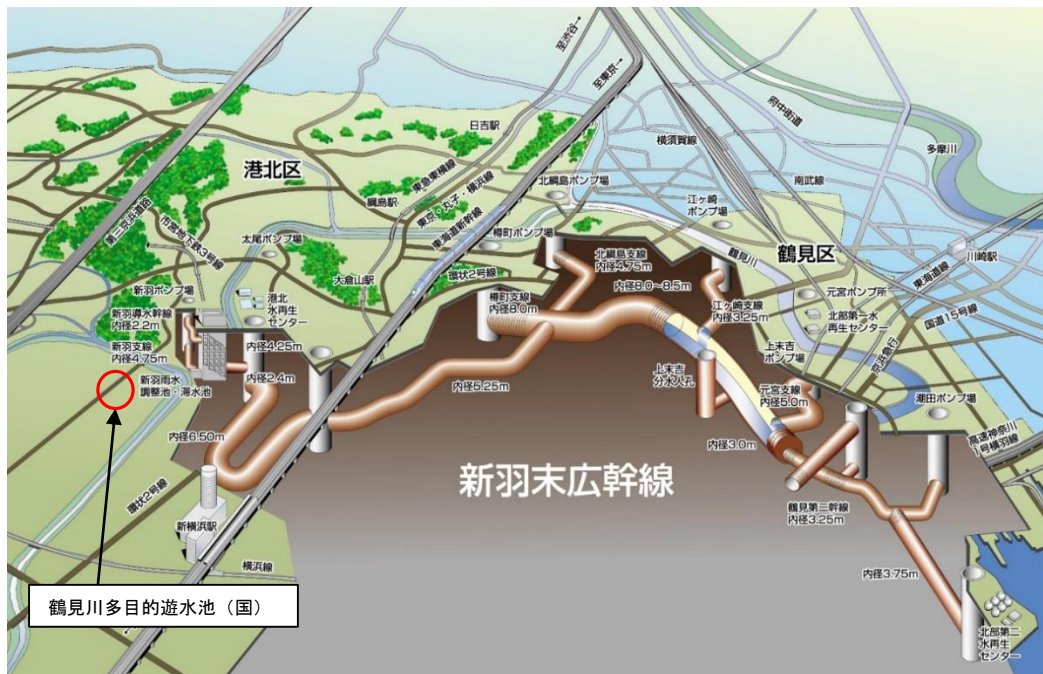 至渋谷→
至東京→
府中街道
多摩川
日吉駅
横須賀線
南武線
港北区
東急東横線
綱島駅
東京・丸子・横浜線
東海道新幹線
北綱島ポンプ場
江ヶ崎
ポンプ場
第三京浜道路
市営地下鉄3号線
太尾ポンプ場
樽町ポンプ場
鶴見川
鶴見区
川崎駅
東海道線
大倉山駅
環状2号線
北綱島支線
内径4.75m
内径8.0〜8.5m
樽町支線
内径8.0m
江ヶ崎支線
内径3.25m
元宮ポンプ所
北部第一水
再生センター
国道15号線
京浜急行
新羽ポンプ場
港北
水再生
センター
新羽導水幹線
内径2.2m
内径4.25m
新羽支線
内径4.75m
上末吉
ポンプ場
上末吉
分水人孔
新羽雨水
調整池・滞水池
内径2.4m
内径5.25m
元宮支線
内径5.0m
潮田ポンプ場
高速神奈川
1号横羽線
内径6.50m
内径3.0m
新羽末広幹線
環状2号線
新横浜駅
鶴見第二幹線
内径3.25m
横浜線
内径3.75m
鶴見川多目的遊水池（国）
北部第二
水再生
センター